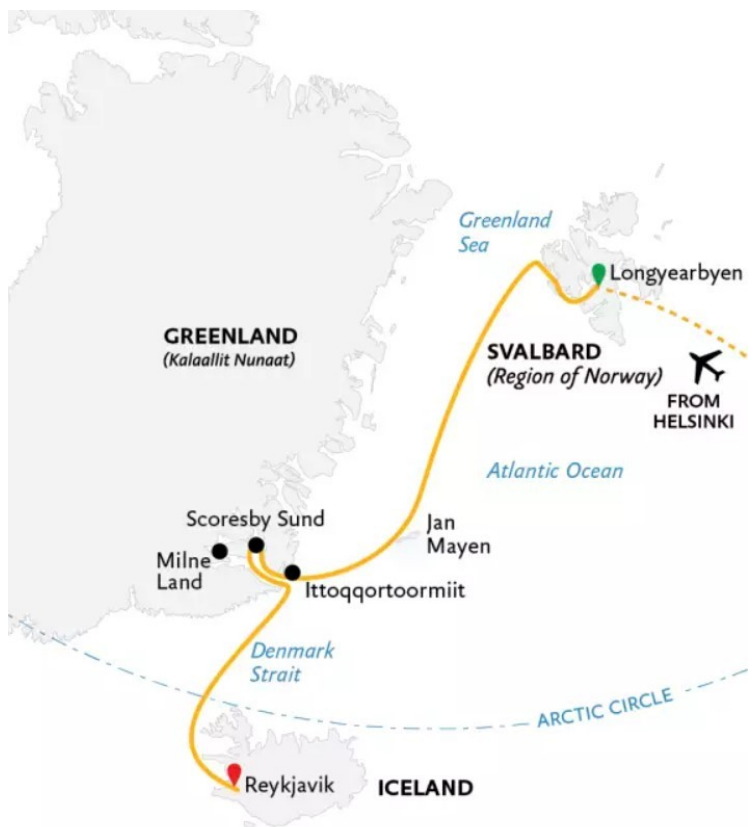 Greenland
Sea
Longyearbyen
GREENLAND
(Kalaallit Nunaat)
SVALBARD
(Region of Norway)
FROM
HELSINKI
Atlantic Ocean
Scoresby Sund
Jan
Mayen
Milne
Land
Ittoqqortoormiit
Denmark
Strait
ARCTIC CIRCLE
Reykjavik
ICELAND